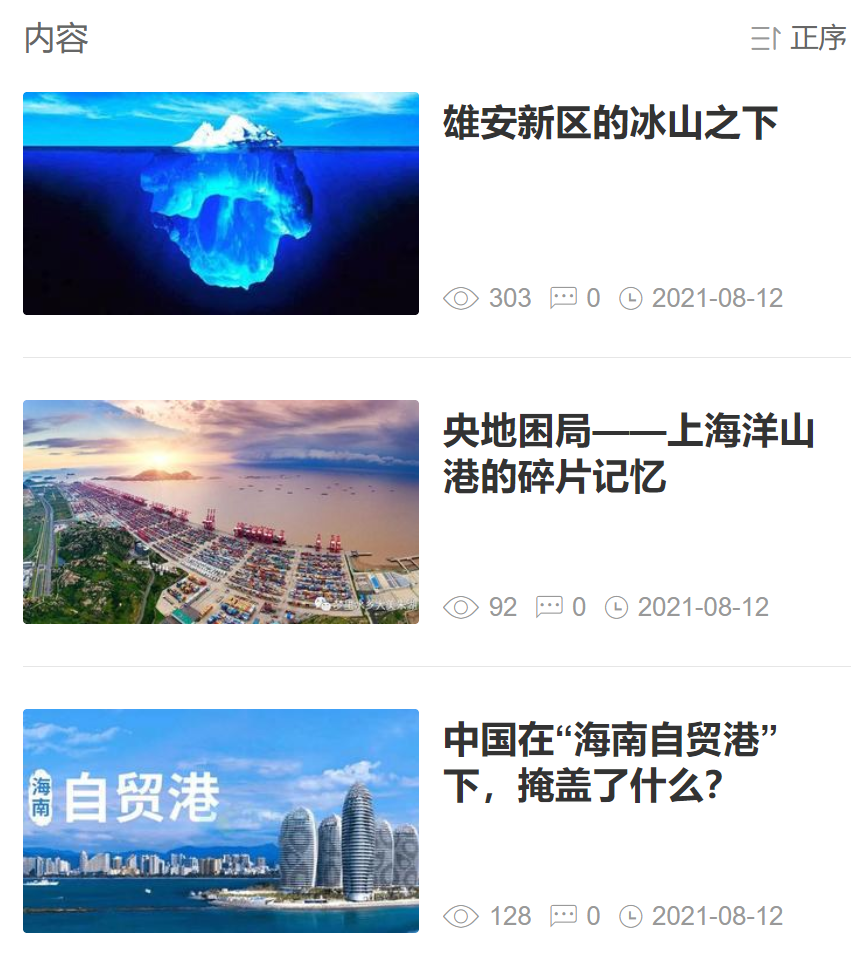 内容
正序
雄安新区的冰山之下
303 0 2021-08-12
央地困局——上海洋山
港的碎片记忆
92 0 2021-08-12
海南
自贸港
中国在“海南自贸港”
下，掩盖了什么？
128 0 2021-08-12